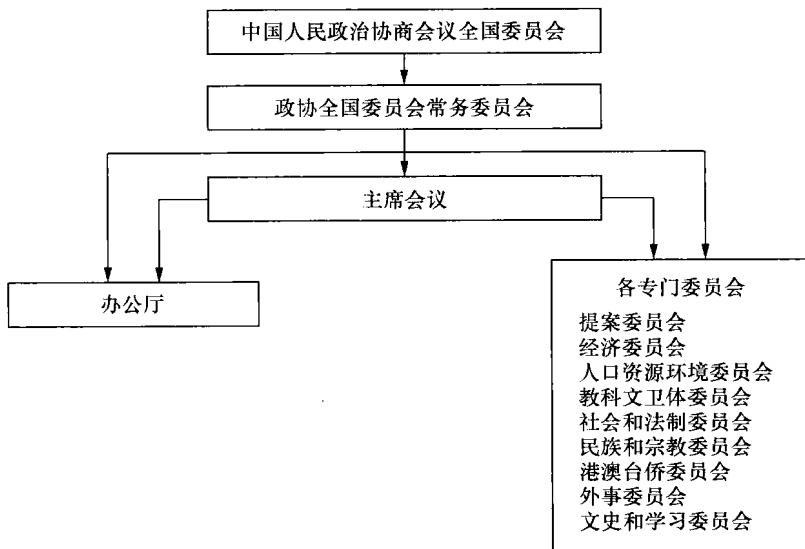 中国人民政治协商会议全国委员会
政协全国委员会常务委员会
主席会议
办公厅
各专门委员会
提案委员会
经济委员会
人口资源环境委员会
教科文卫体委员会
社会和法制委员会
民族和宗教委员会
港澳台侨委员会
外事委员会
文史和学习委员会